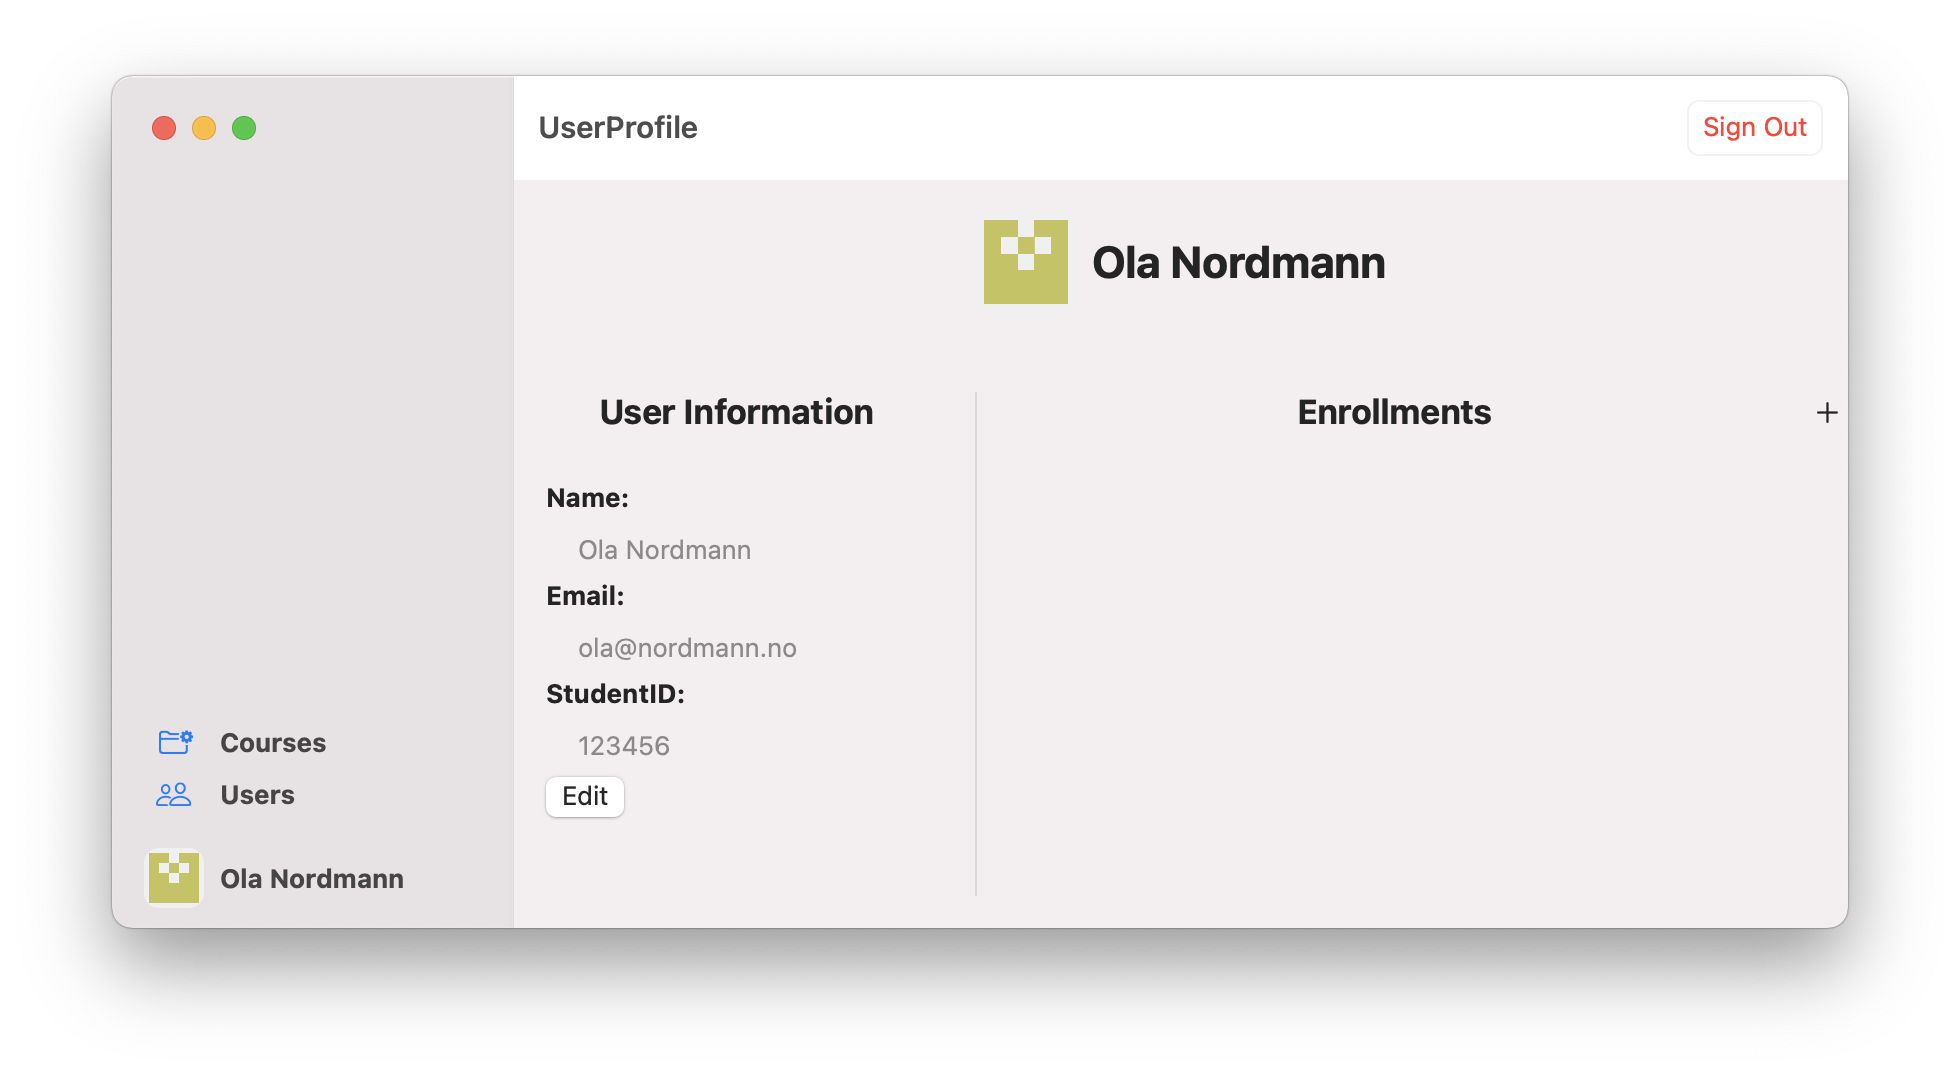 UserProfile
Sign Out
Ola Nordmann
User Information
Enrollments
+
Name:
Ola Nordmann
Email:
ola@nordmann.no
StudentID:
123456
Edit
Courses
Users
Ola Nordmann